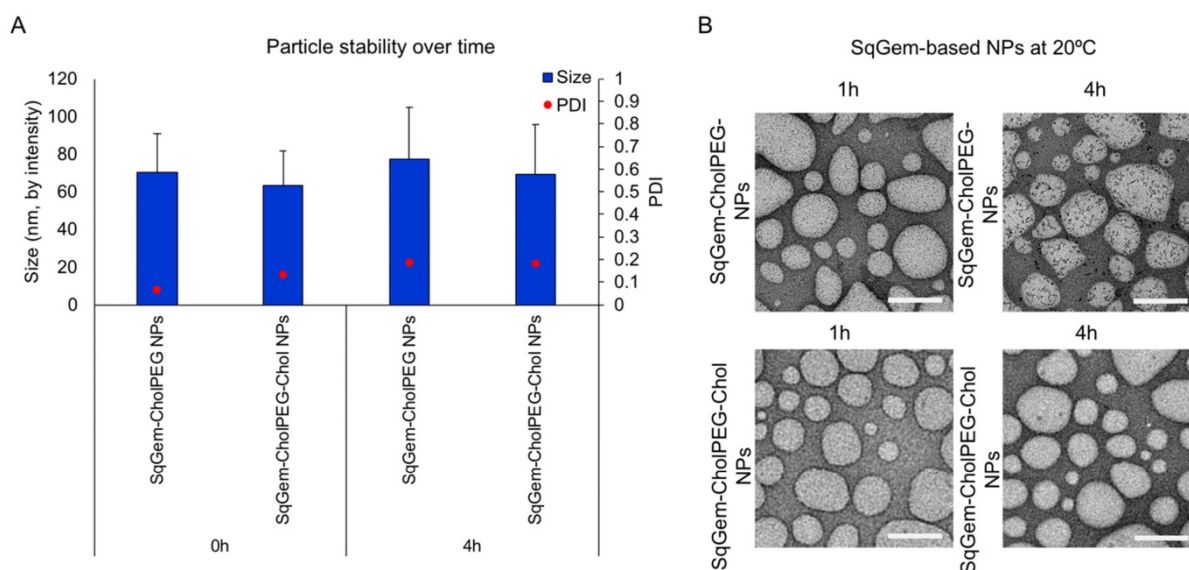 A
Particle stability over time
Size (nm, by intensity)
120
100
80
60
40
20
0
Size
PDI
1
0.9
0.8
0.7
0.6
0.5
0.4
0.3
0.2
0.1
0
PDI
SqGem-CholPEG NPs
SqGem-CholPEG-Chol NPs
SqGem-CholPEG NPs
SqGem-CholPEG-Chol NPs
0h
4h
B
SqGem-based NPs at 20ºC
1h
4h
SqGem-CholPEG-
NPs
SqGem-CholPEG-
NPs
1h
4h
SqGem-CholPEG-Chol
NPs
SqGem-CholPEG-Chol
NPs